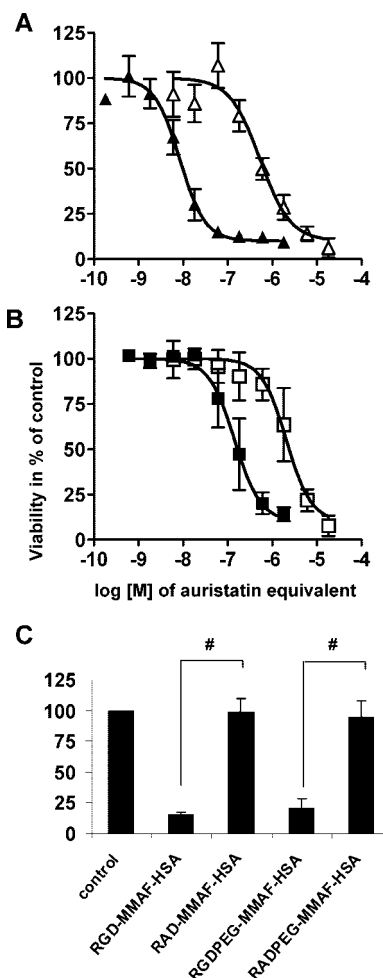 A
125
100
75
50
25
0
-10 -9 -8 -7 -6 -5 -4
B
125
100
75
50
25
0
-10 -9 -8 -7 -6 -5 -4
Viability in % of control
log [M] of auristatin equivalent
C
# #
125
100
75
50
25
0
control
RGD-MMAF-HSA
RAD-MMAF-HSA
RGDPEG-MMAF-HSA
RADPEG-MMAF-HSA